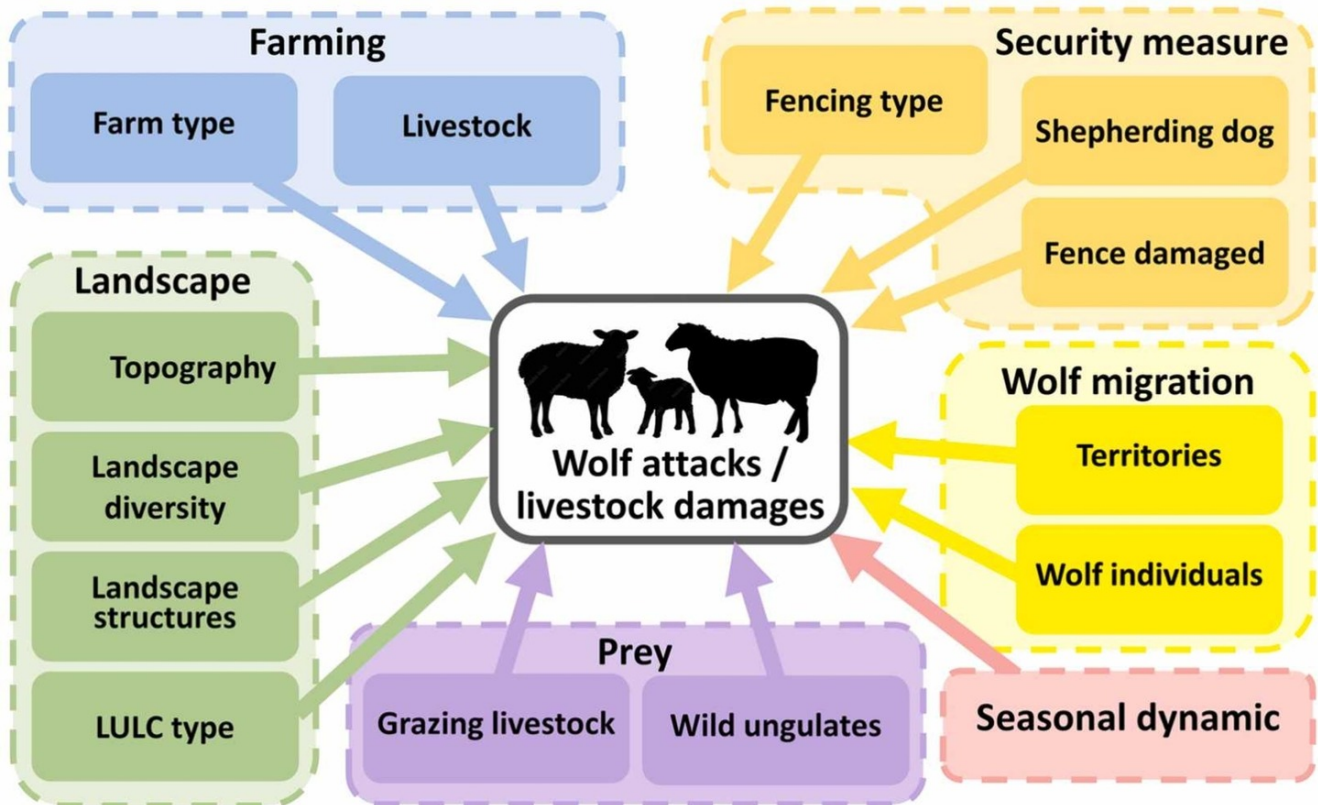 Farming
Farm type
Livestock
Security measure
Fencing type
Shepherding dog
Fence damaged
Landscape
Topography
Landscape
diversity
Landscape
structures
LULC type
Wolf attacks /
livestock damages
Wolf migration
Territories
Wolf individuals
Prey
Grazing livestock
Wild ungulates
Seasonal dynamic